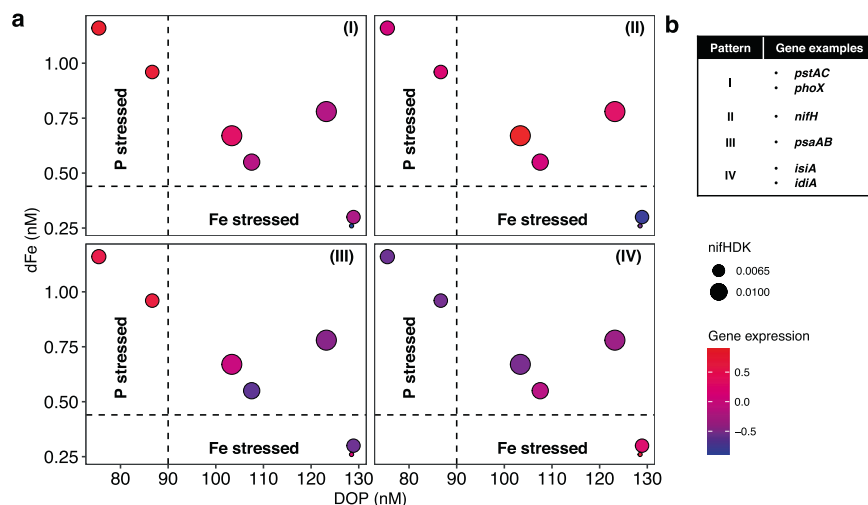 a
b
(I)
(II)
1.00
0.75
0.50
0.25
P stressed
Fe stressed
P stressed
Fe stressed
(III)
(IV)
1.00
0.75
0.50
0.25
P stressed
Fe stressed
P stressed
Fe stressed
dFe (nM)
80 90 100 110 120 130
80 90 100 110 120 130
DOP (nM)
Pattern Gene examples
I • pstAC
• phoX
II • nifH
III • psaAB
IV • isiA
• idiA
nifHDK
0.0065
0.0100
Gene expression
0.5
0.0
−0.5